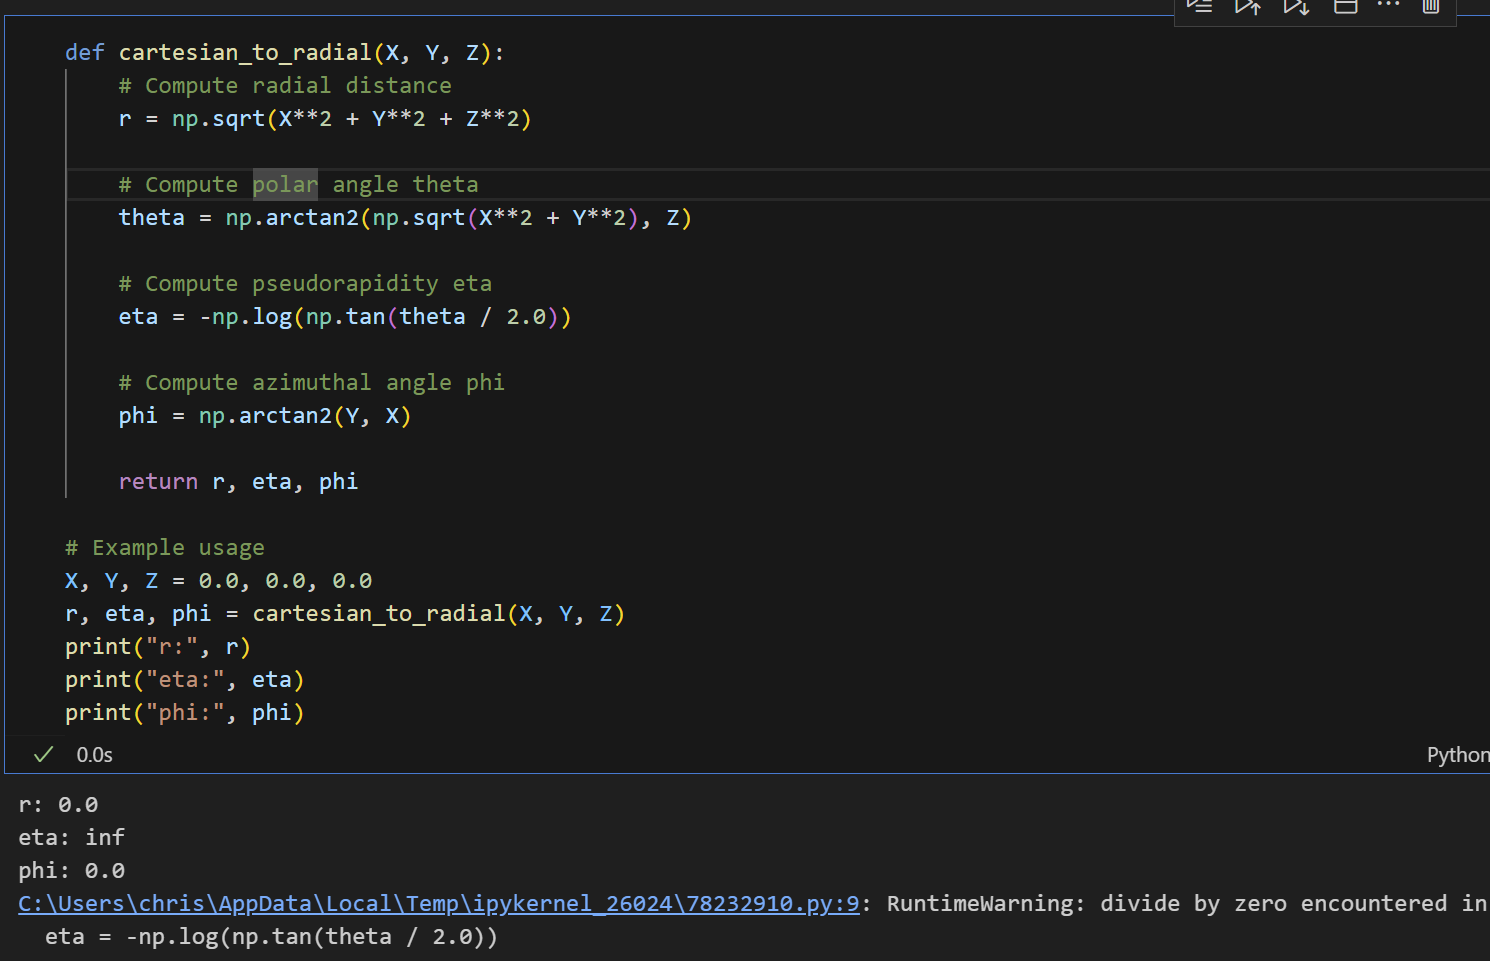 def cartesian_to_radial(X, Y, Z):
# Compute radial distance
r = np.sqrt(X**2 + Y**2 + Z**2)
# Compute polar angle theta
theta = np.arctan2(np.sqrt(X**2 + Y**2), Z)
# Compute pseudorapidity eta
eta = -np.log(np.tan(theta / 2.0))
# Compute azimuthal angle phi
phi = np.arctan2(Y, X)
return r, eta, phi
# Example usage
X, Y, Z = 0.0, 0.0, 0.0
r, eta, phi = cartesian_to_radial(X, Y, Z)
print("r:", r)
print("eta:", eta)
print("phi:", phi)
0.0s
Python
r: 0.0
eta: inf
phi: 0.0
C:\Users\chris\AppData\Local\Temp\ipykernel_26024\78232910.py:9: RuntimeWarning: divide by zero encountered in
eta = -np.log(np.tan(theta / 2.0))